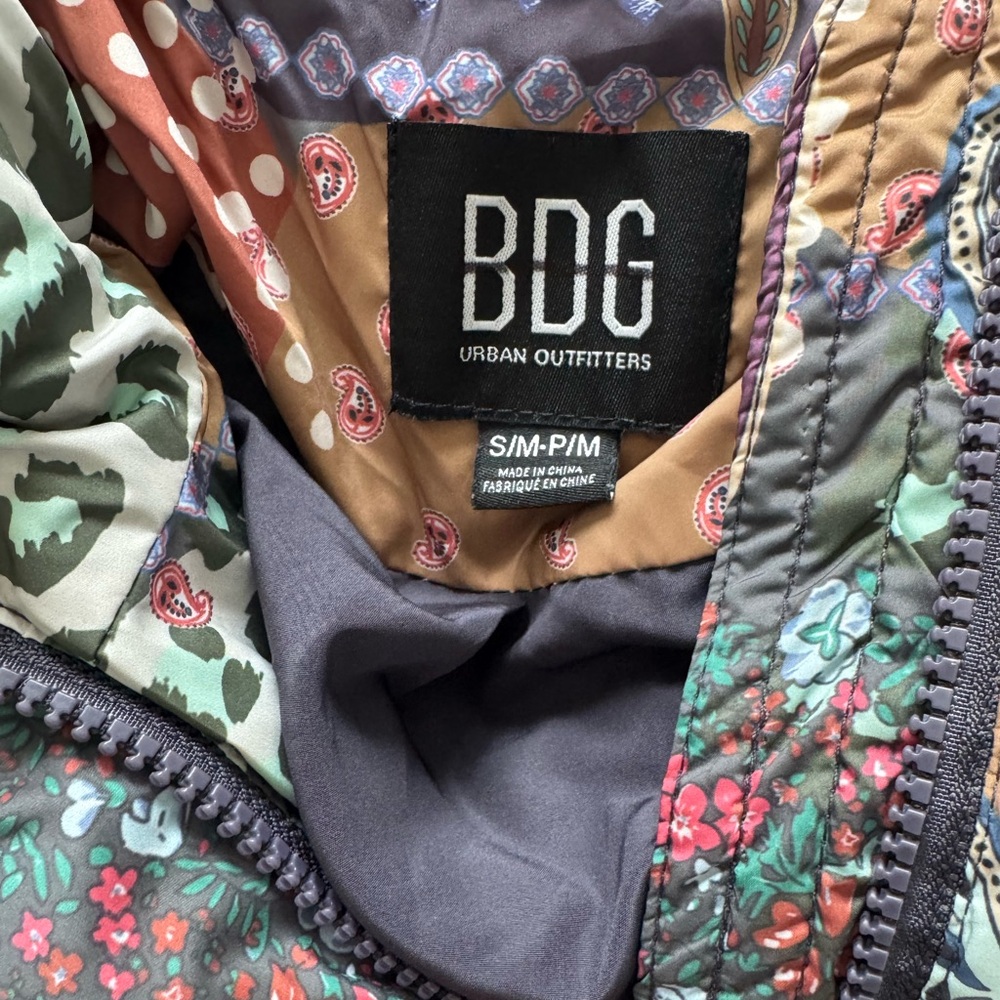 BDG
URBAN OUTFITTERS
S/M-P/M
MADE IN CHINA
FABRIQUÉ EN CHINE